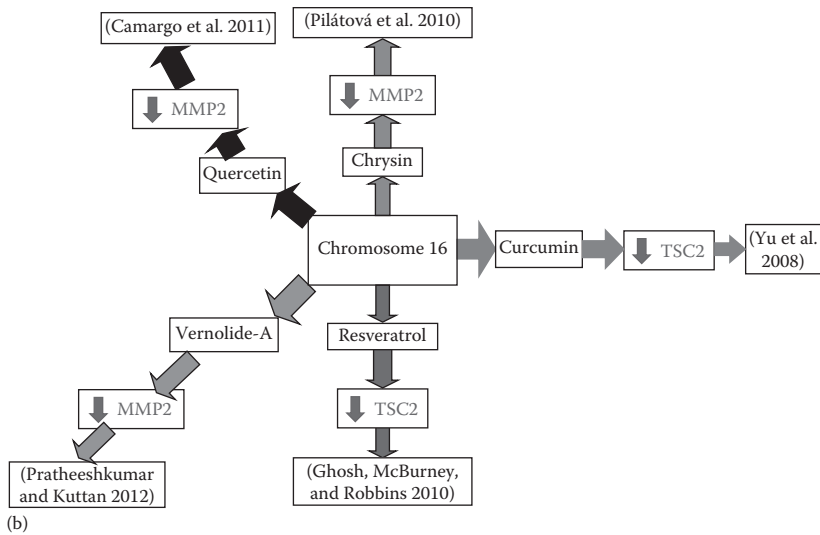 (Camargo et al. 2011)
(Pilátová et al. 2010)
MMP2
MMP2
Quercetin
Chrysin
Chromosome 16
Curcumin
TSC2
(Yu et al.
2008)
Vernolide-A
Resveratrol
MMP2
TSC2
(Pratheeshkumar
and Kuttan 2012)
(Ghosh, McBurney,
and Robbins 2010)
(b)